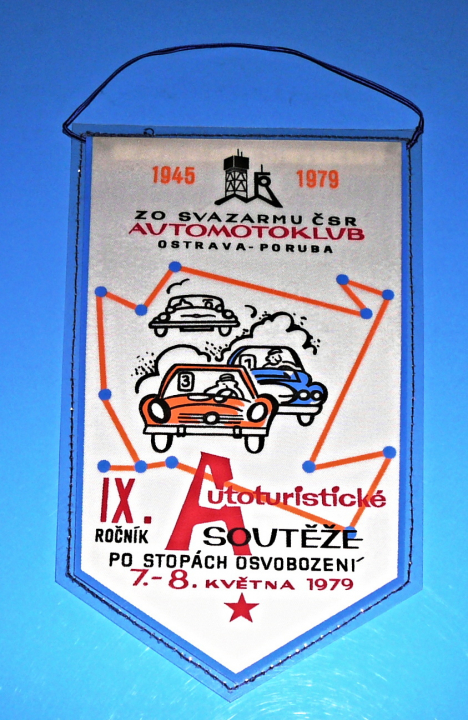 1945 1979
ZO SVAZARMU ČSR
AUTOMOTOKLUB
OSTRAVA-PORUBA
3
IX. Autoturistické
ROČNÍK SOUTĚŽE
PO STOPÁCH OSVOBOZENÍ
7.-8. KVĚTNA 1979